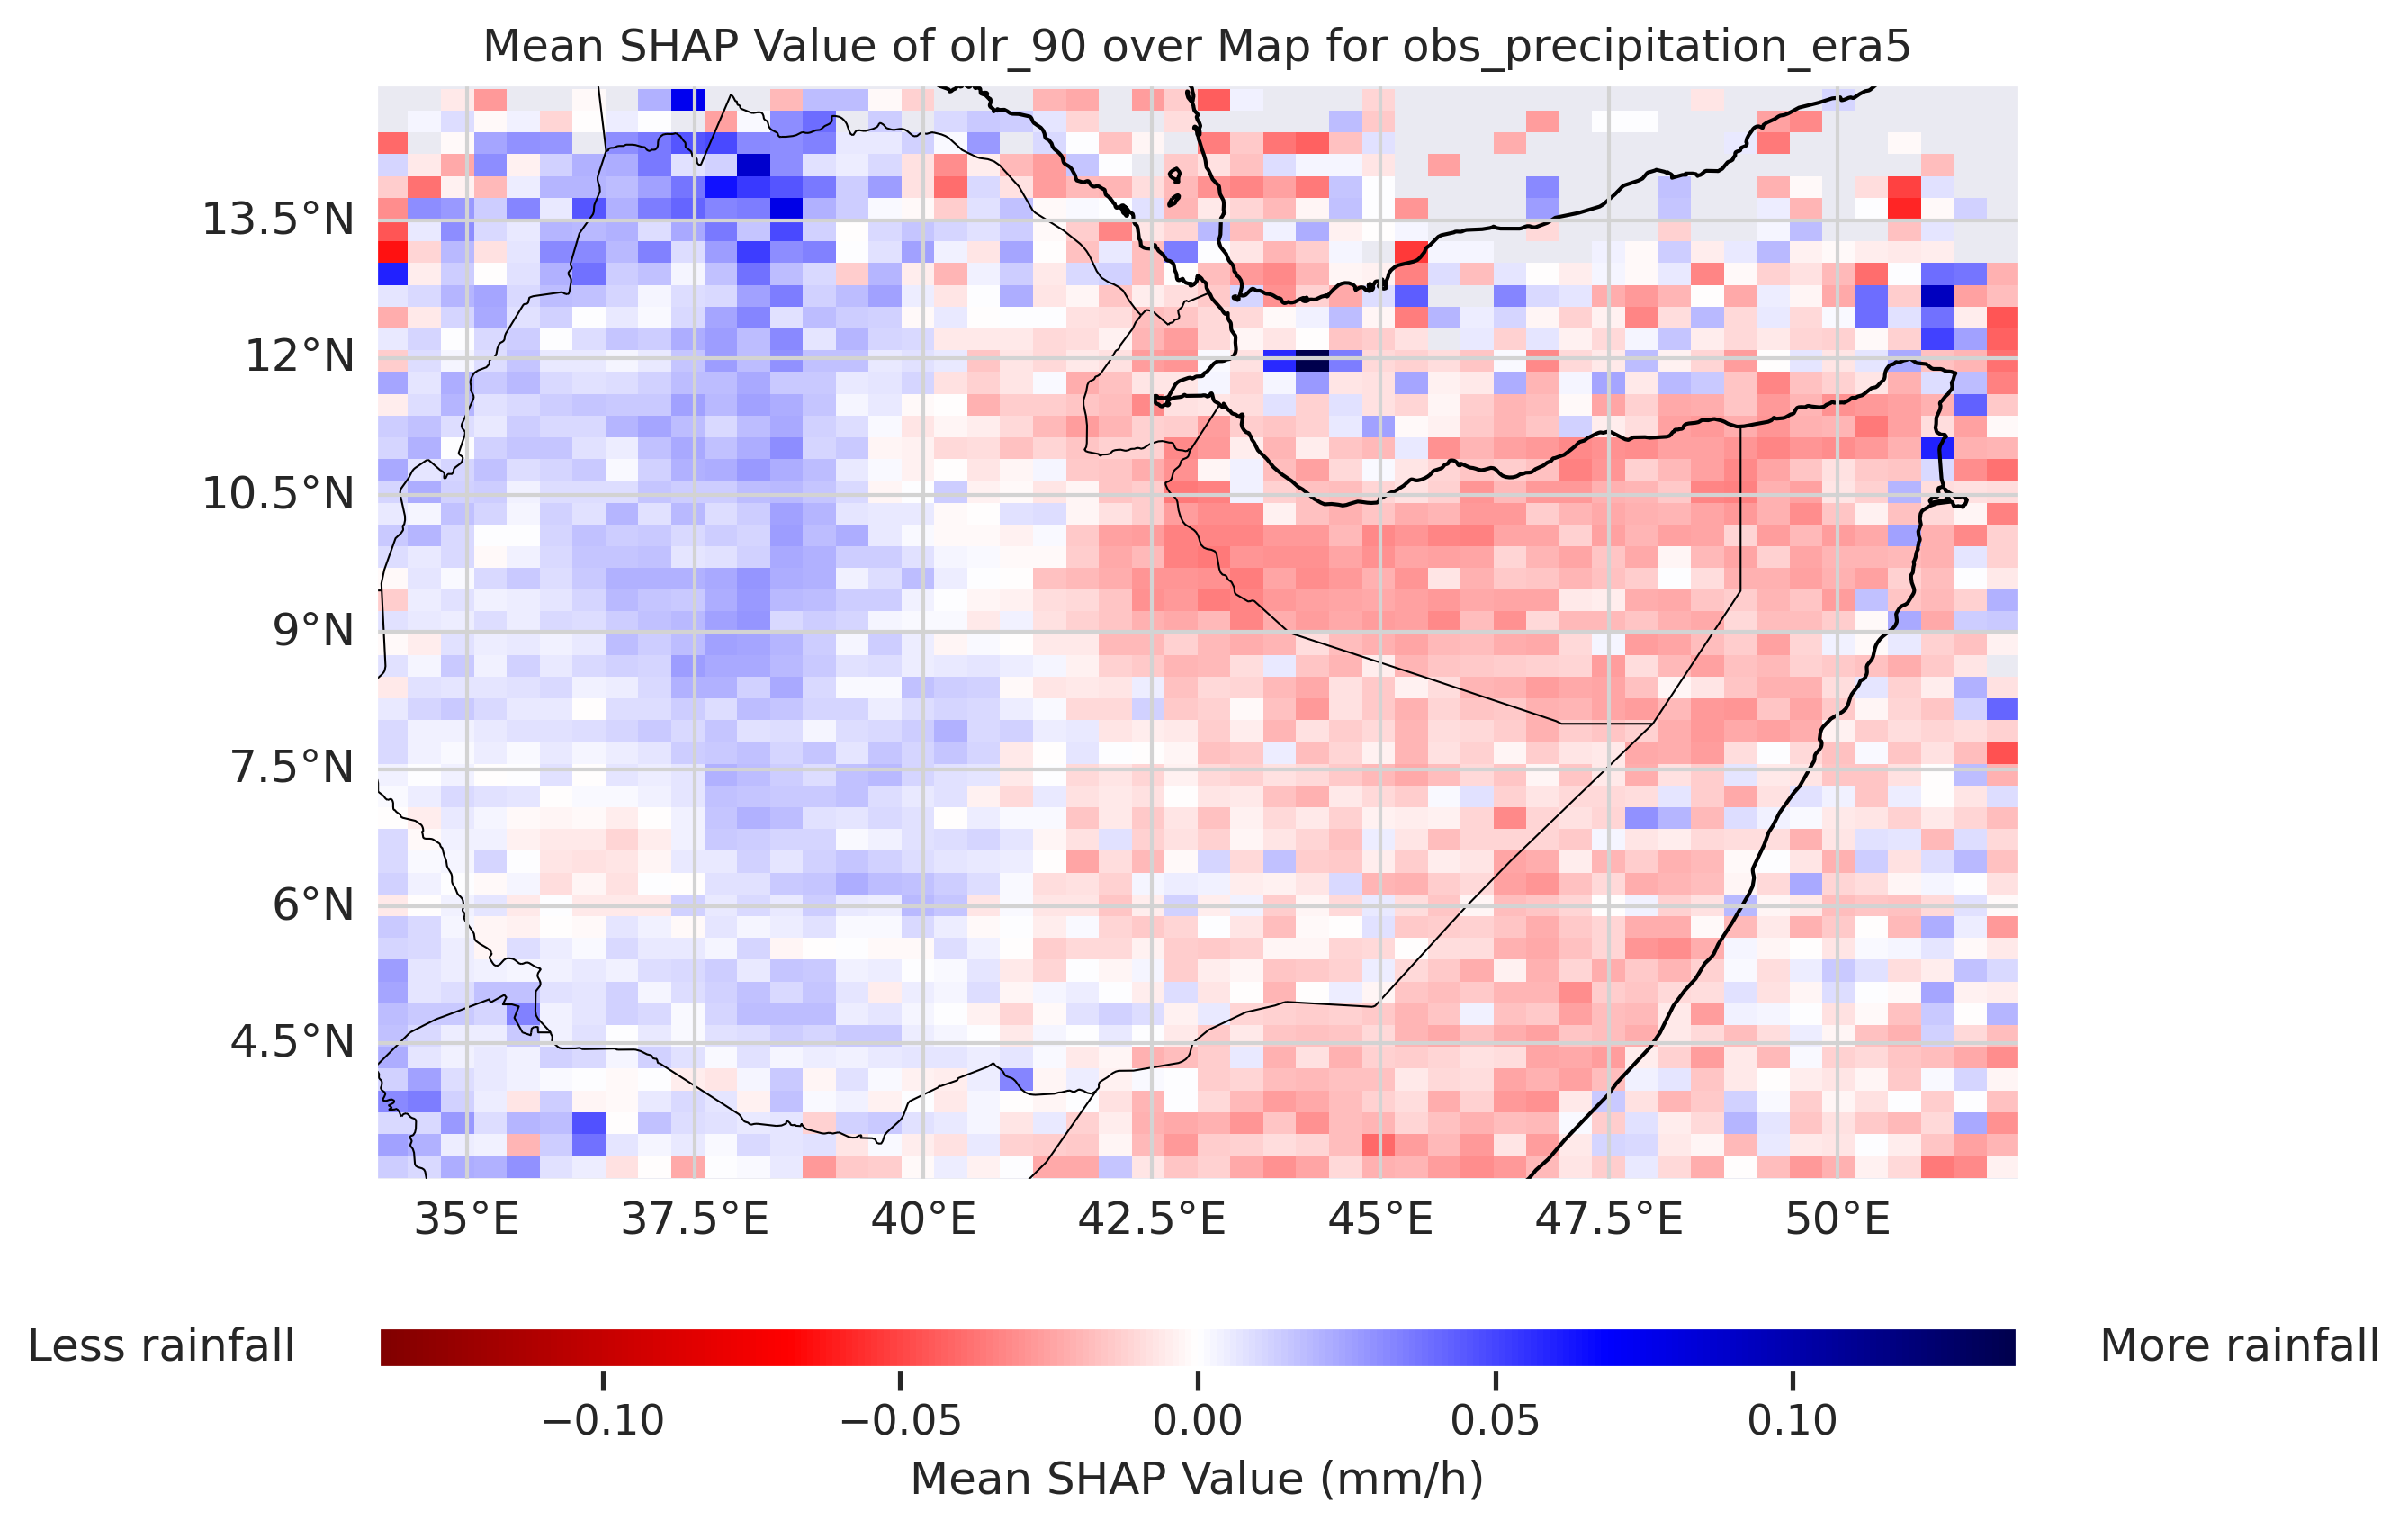 Mean SHAP Value of olr_90 over Map for obs_precipitation_era5
13.5°N
12°N
10.5°N
9°N
7.5°N
6°N
4.5°N
35°E 37.5°E 40°E 42.5°E 45°E 47.5°E 50°E
Less rainfall More rainfall
−0.10 −0.05 0.00 0.05 0.10
Mean SHAP Value (mm/h)